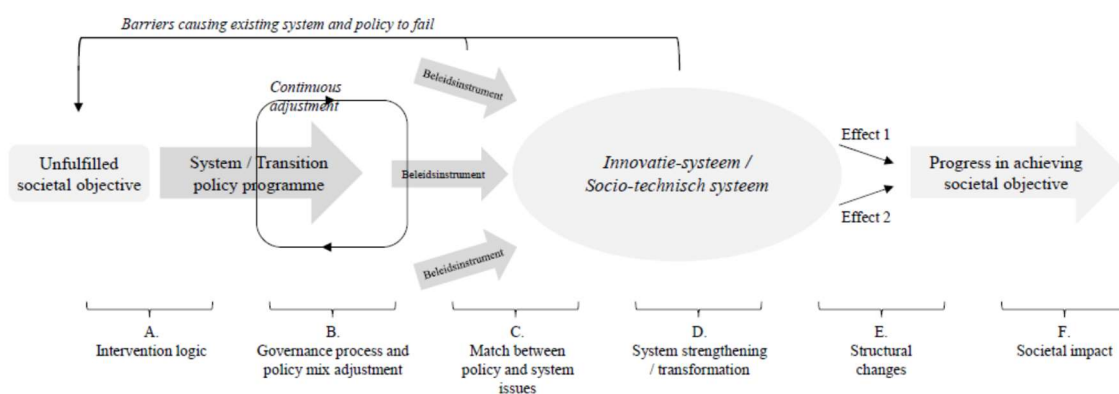 Barriers causing existing system and policy to fail
Beleidsinstrument
Continuous
adjustment
Unfulfilled
societal objective
System / Transition
policy programme
Beleidsinstrument
Innovatie-systeem /
Socio-technisch systeem
Effect 1
Effect 2
Progress in achieving
societal objective
Beleidsinstrument
A.
Intervention logic
B.
Governance process and
policy mix adjustment
C.
Match between
policy and system
issues
D.
System strengthening
/ transformation
E.
Structural
changes
F.
Societal impact